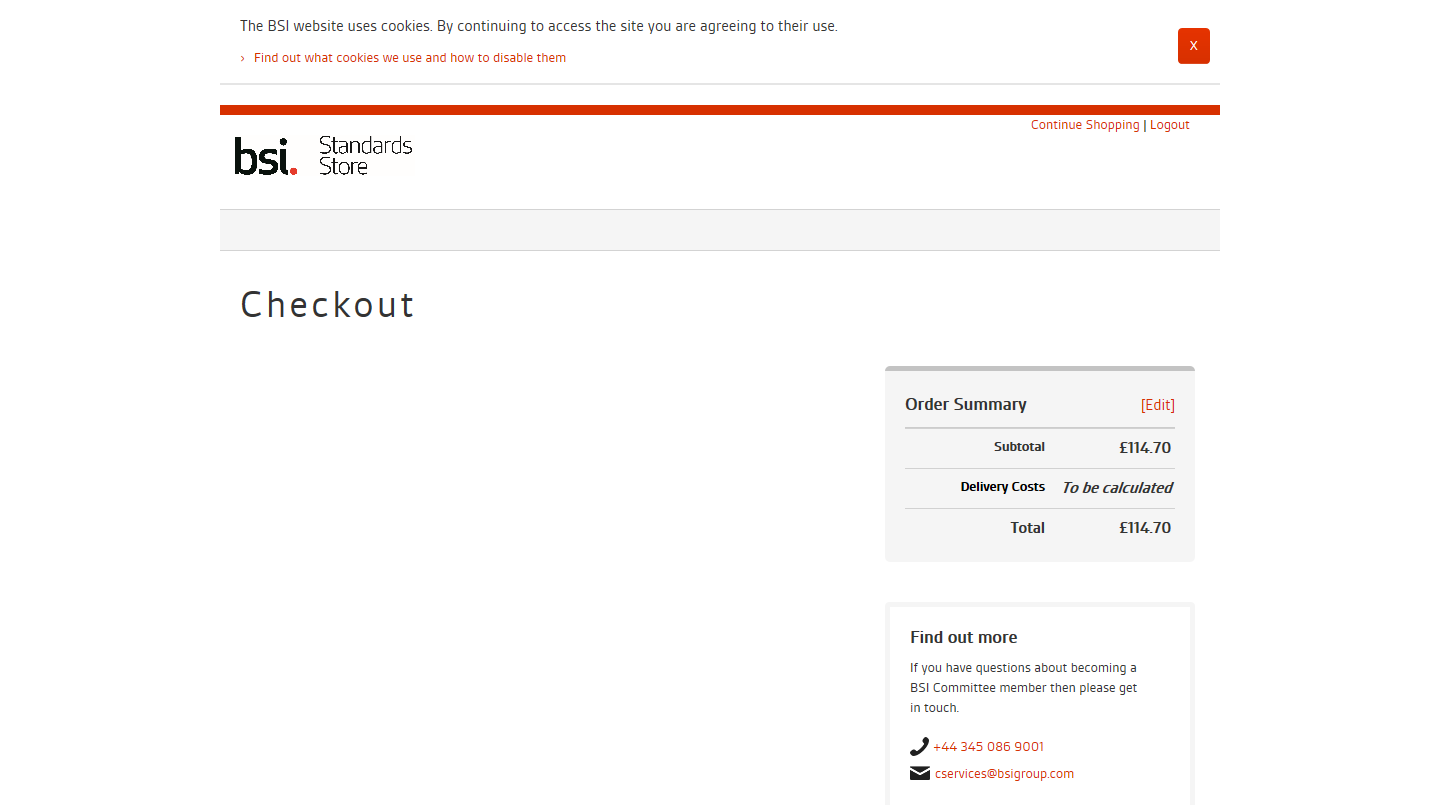 The BSI website uses cookies. By continuing to access the site you are agreeing to their use.
› Find out what cookies we use and how to disable them
X
Continue Shopping | Logout
bsi.
Standards
Store
Checkout
Order Summary [Edit]
Subtotal £114.70
Delivery Costs To be calculated
Total £114.70
Find out more
If you have questions about becoming a
BSI Committee member then please get
in touch.
+44 345 086 9001
cservices@bsigroup.com